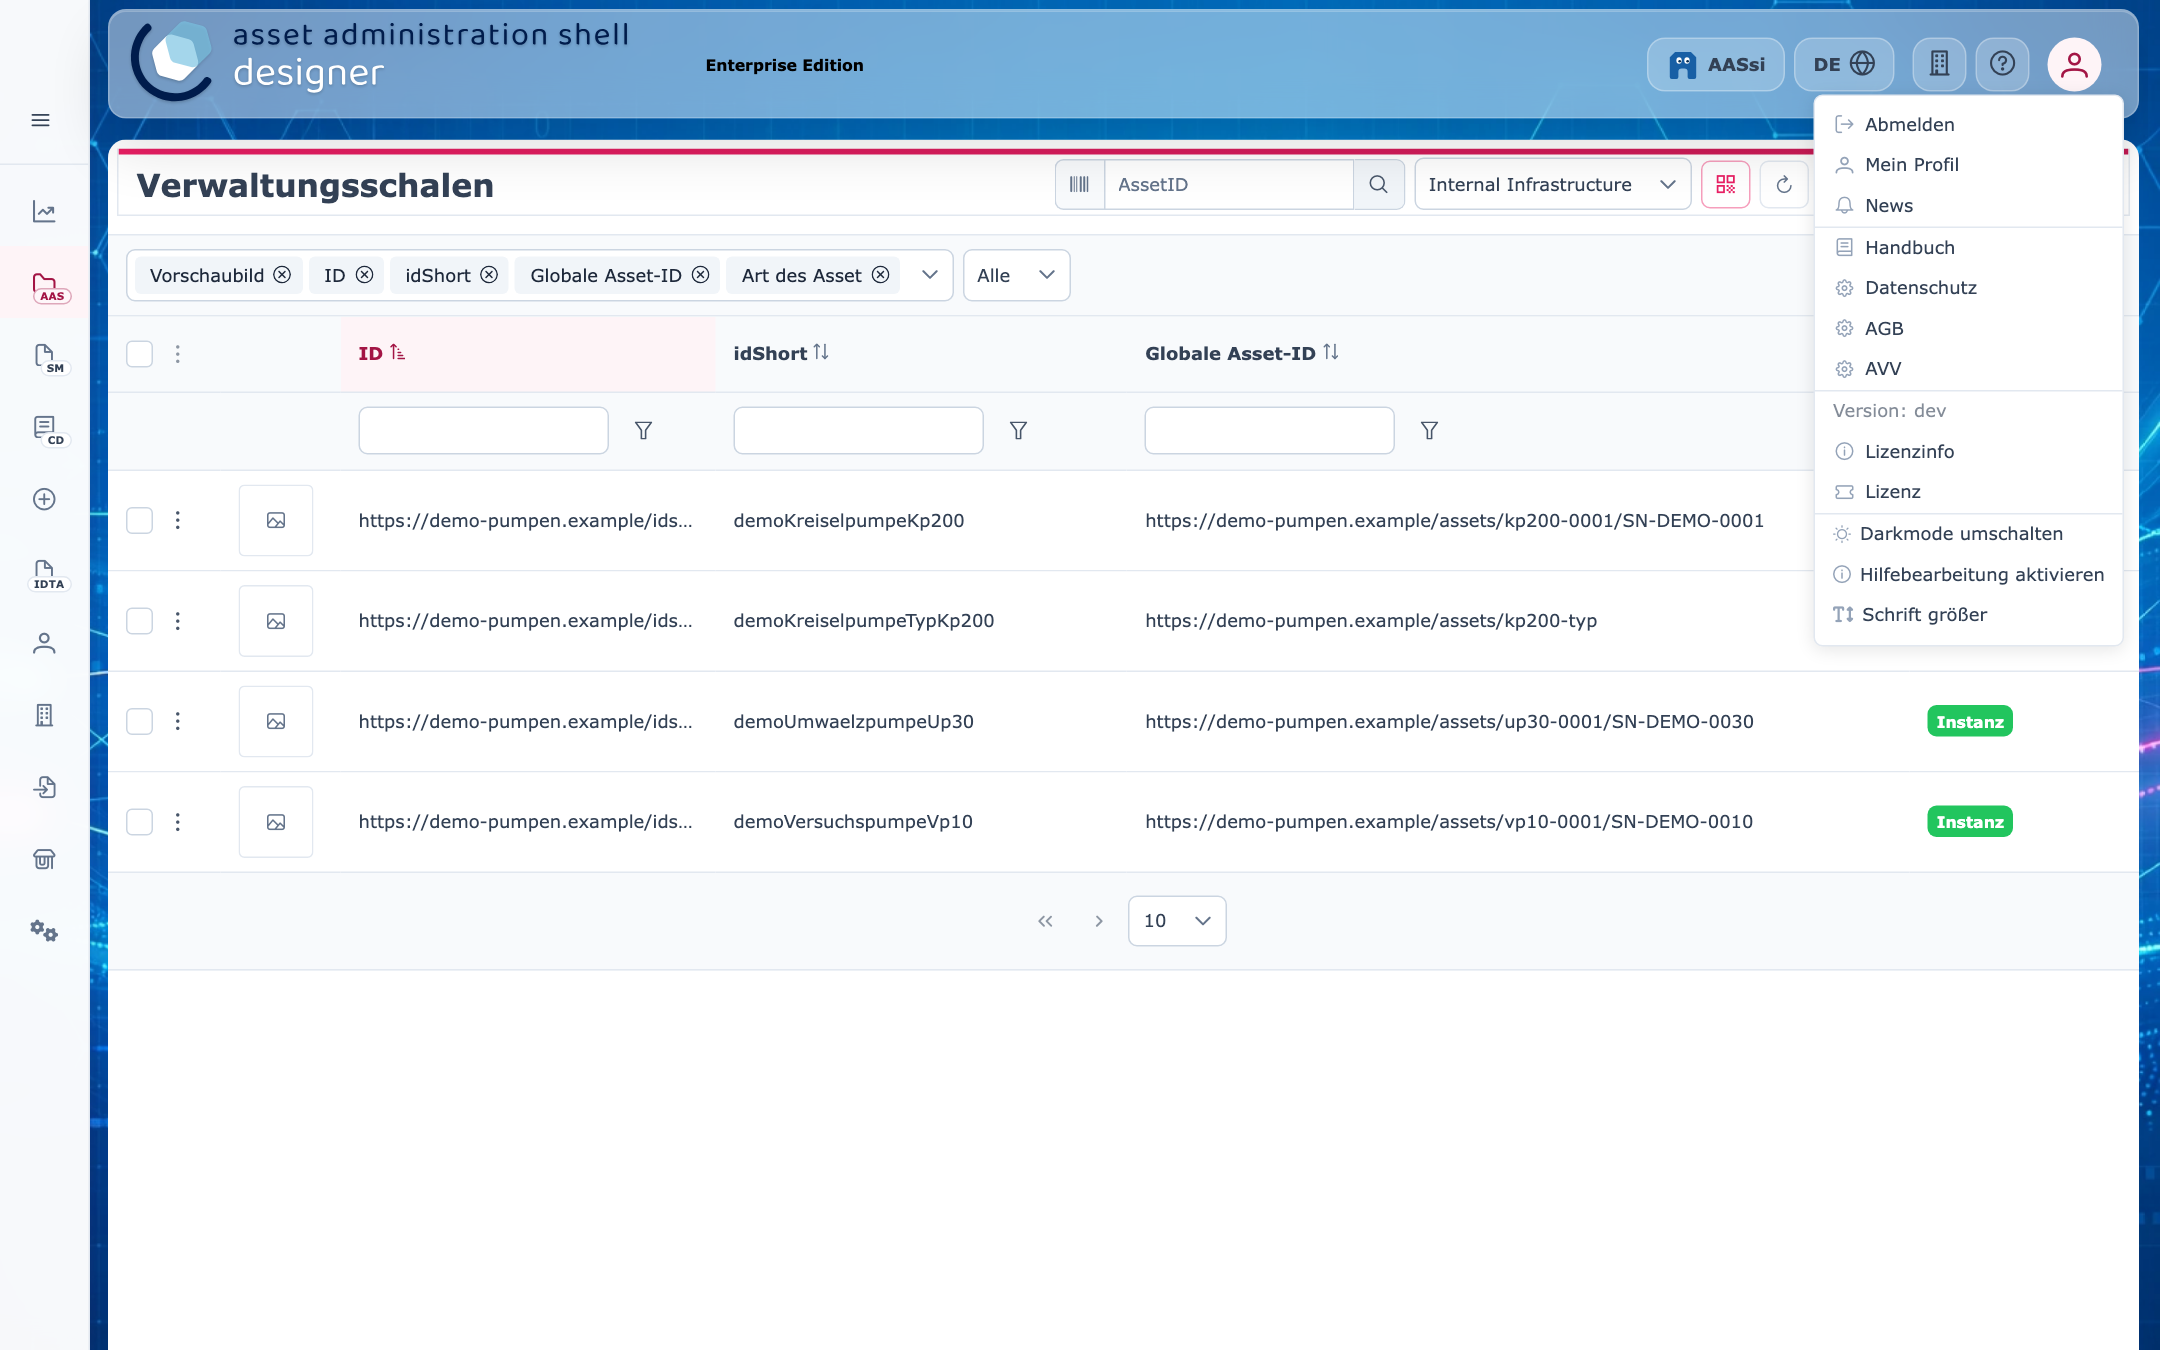 asset administration shell
designer
Enterprise Edition
AASsi
DE
Verwaltungsschalen
AssetID
Internal Infrastructure
Abmelden
Mein Profil
News
Handbuch
Datenschutz
AGB
AVV
Version: dev
Lizenzinfo
Lizenz
Darkmode umschalten
Hilfebearbeitung aktivieren
Schrift größer
AAS
SM
CD
IDTA
Vorschaubild
ID
idShort
Globale Asset-ID
Art des Asset
Alle
ID
idShort
Globale Asset-ID
https://demo-pumpen.example/ids...
demoKreiselpumpeKp200
https://demo-pumpen.example/assets/kp200-0001/SN-DEMO-0001
https://demo-pumpen.example/ids...
demoKreiselpumpeTypKp200
https://demo-pumpen.example/assets/kp200-typ
https://demo-pumpen.example/ids...
demoUmwaelzpumpeUp30
https://demo-pumpen.example/assets/up30-0001/SN-DEMO-0030
Instanz
https://demo-pumpen.example/ids...
demoVersuchspumpeVp10
https://demo-pumpen.example/assets/vp10-0001/SN-DEMO-0010
Instanz
10